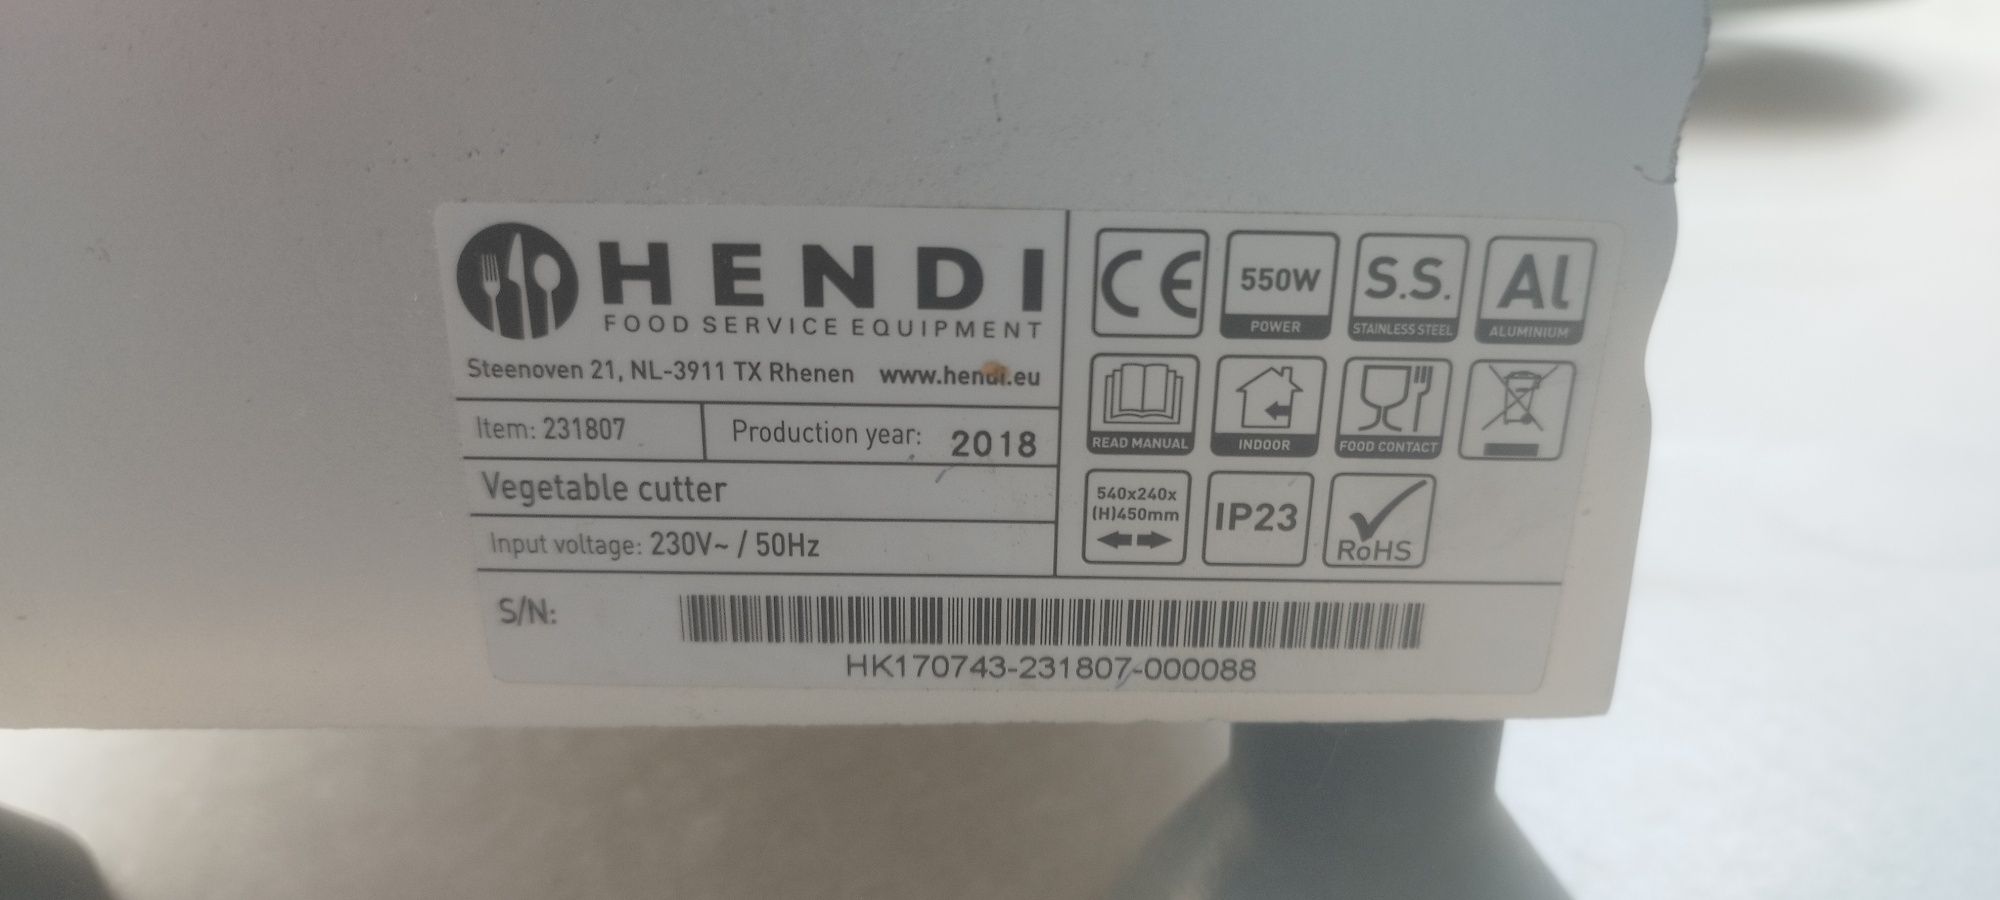 HENDI
FOOD SERVICE EQUIPMENT
Steenoven 21, NL-3911 TX Rhenen www.hendi.eu
Item: 231807
Production year: 2018
Vegetable cutter
Input voltage: 230V~ / 50Hz
CE
550W
POWER
S.S.
STAINLESS STEEL
Al
ALUMINIUM
READ MANUAL
INDOOR
FOOD CONTACT
540x240x
(H)450mm
IP23
RoHS
S/N:
HK170743-231807-000088